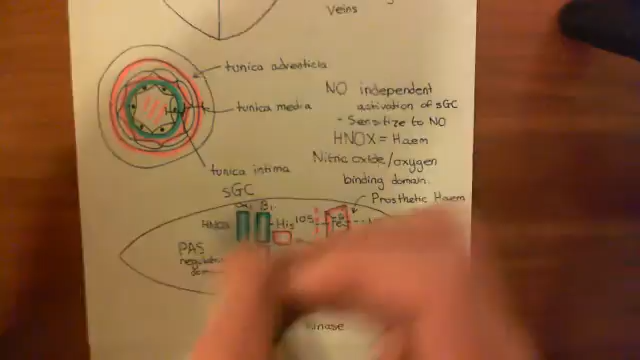 Veins
tunica adventicia
tunica media
tunica intima
NO independent
activation of sGC
- Sensitize to NO
HNOX = Haem
Nitric oxide/oxygen
binding domain.
Prosthetic Haem
sGC
HNOX
His 105
PAS